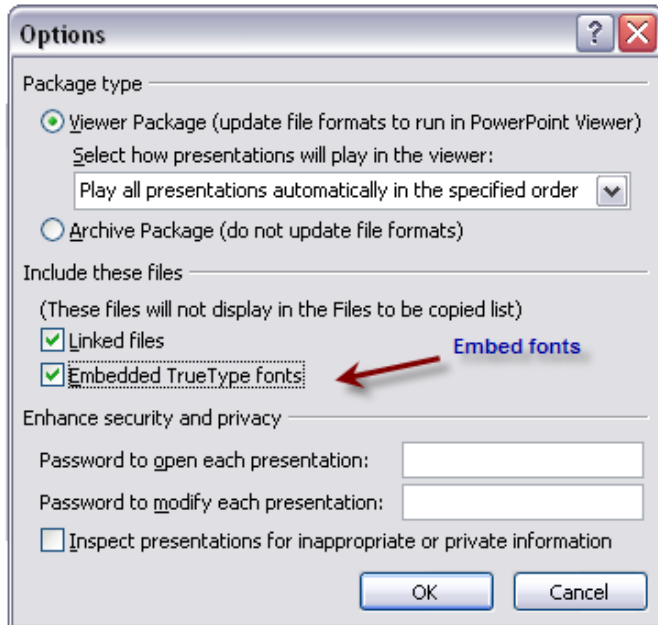 Options
Package type
Viewer Package (update file formats to run in PowerPoint Viewer)
Select how presentations will play in the viewer:
Play all presentations automatically in the specified order
Archive Package (do not update file formats)
Include these files
(These files will not display in the Files to be copied list)
Linked files
Embed fonts
Embedded TrueType fonts
Enhance security and privacy
Password to open each presentation:
Password to modify each presentation:
Inspect presentations for inappropriate or private information
OK Cancel